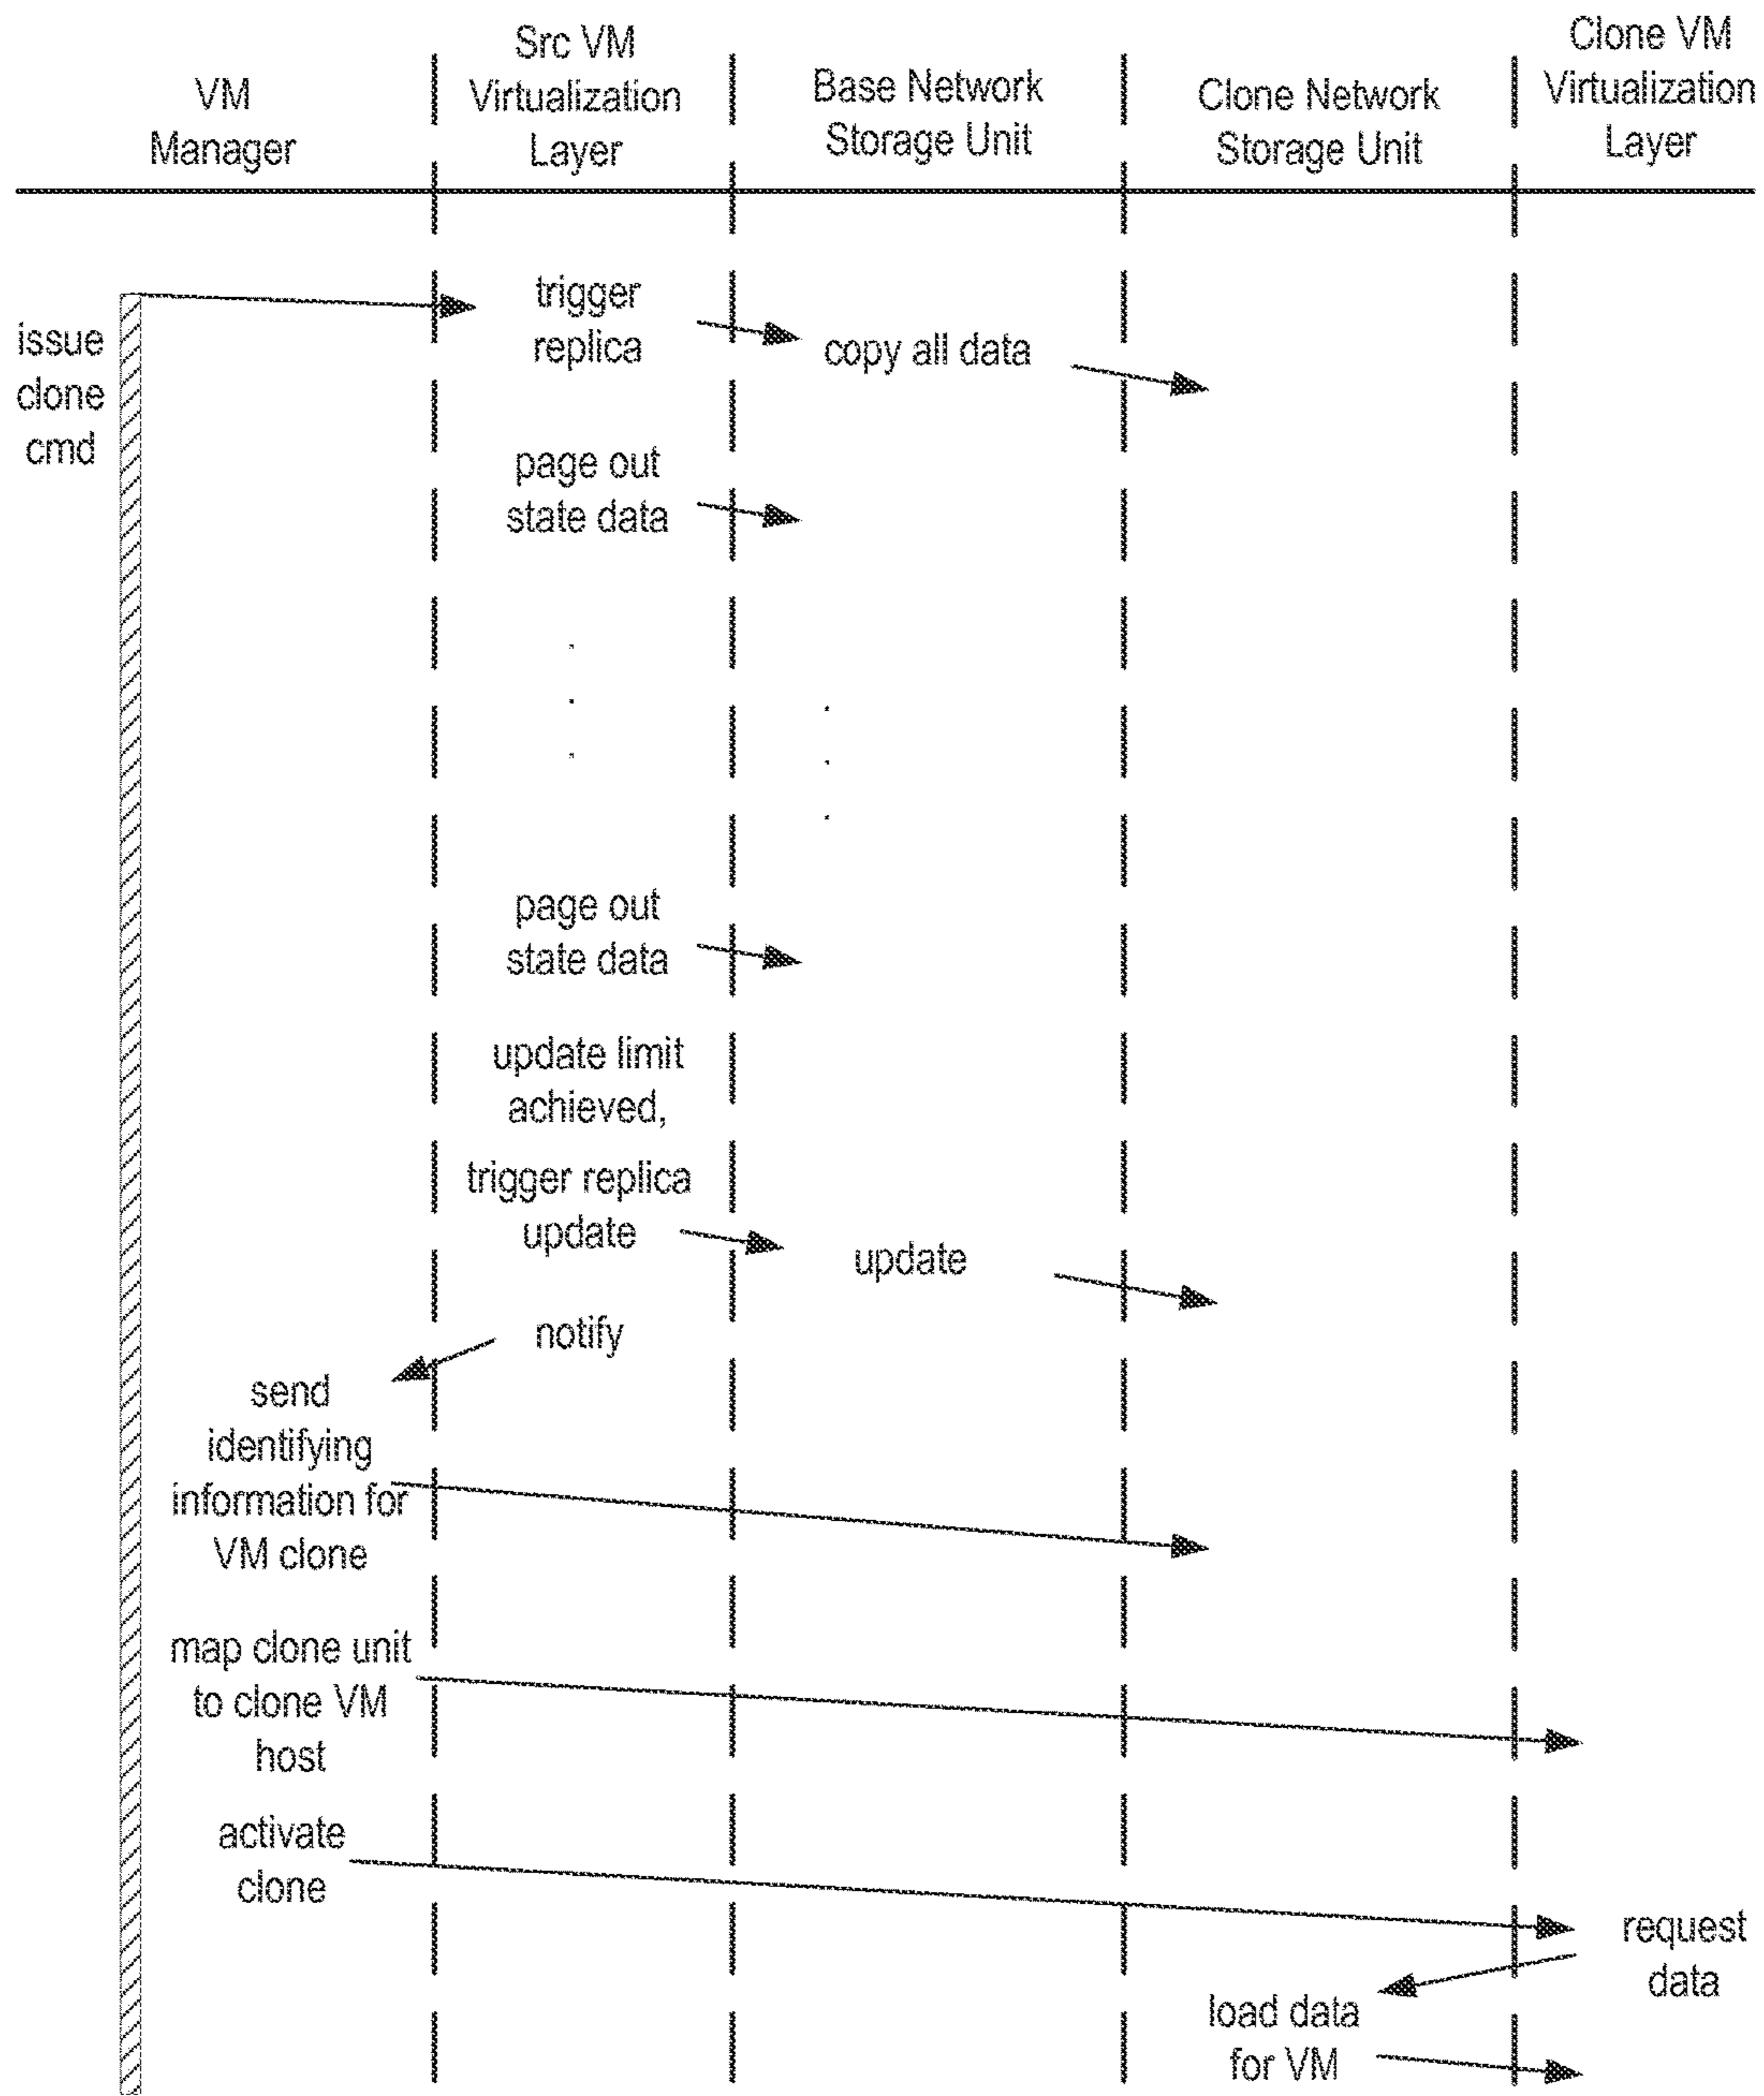 VM
Manager
Src VM
Virtualization
Layer
Base Network
Storage Unit
Clone Network
Storage Unit
Clone VM
Virtualization
Layer
issue
clone
cmd
trigger
replica
copy all data
page out
state data
page out
state data
update limit
achieved,
trigger replica
update
update
notify
send
identifying
information for
VM clone
map clone unit
to clone VM
host
activate
clone
request
data
load data
for VM